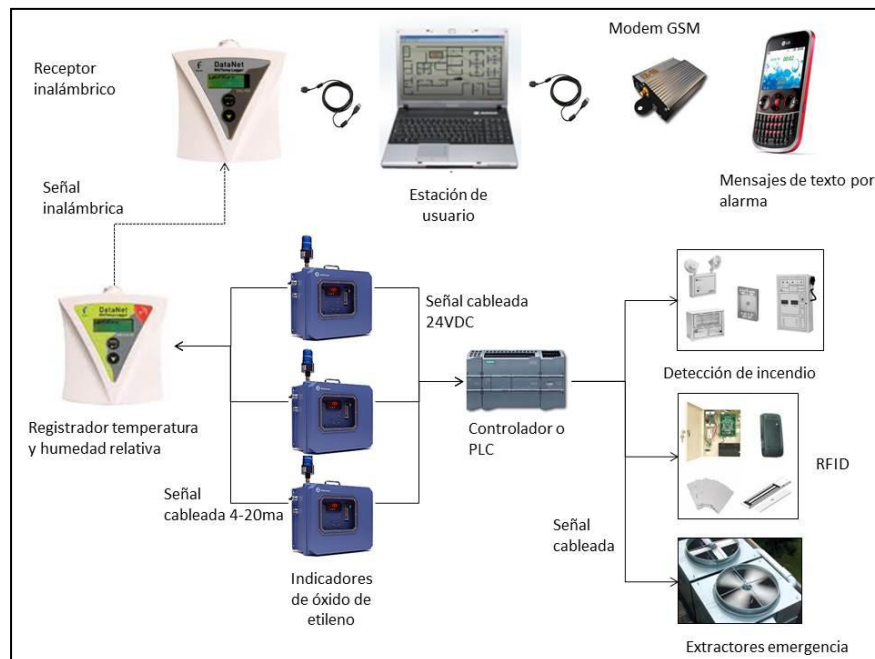 Receptor
inalámbrico
DataNet
Modem GSM
Señal
inalámbrica
Estación de
usuario
Mensajes de texto por
alarma
DataNet
Señal cableada
24VDC
Registrador temperatura
y humedad relativa
Controlador o
PLC
Detección de incendio
RFID
Señal
cableada 4-20ma
Señal
cableada
Indicadores
de óxido de
etileno
Extractores emergencia